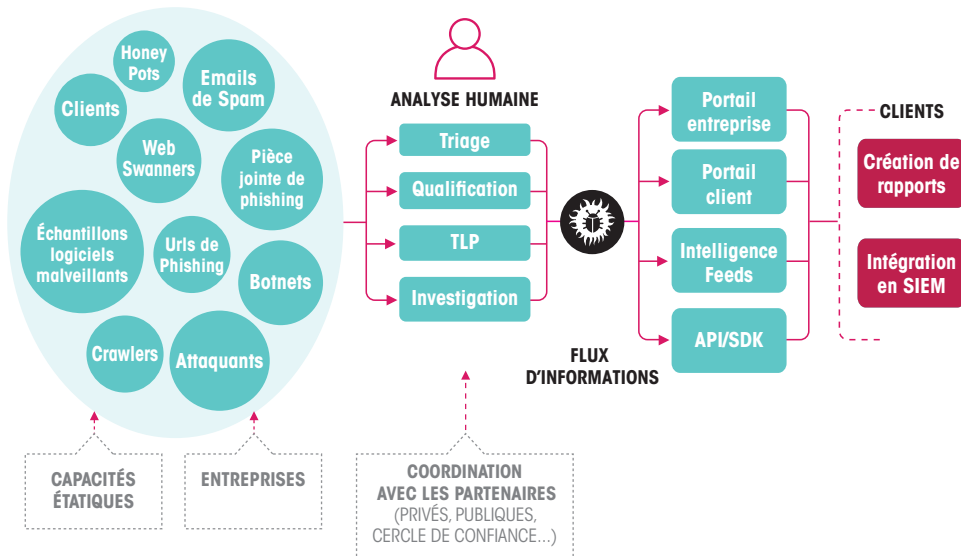 Honey
Pots
Emails
de Spam
Clients
Web
Swanners
Pièce
jointe de
phishing
Échantillons
logiciels
malveillants
Urls de
Phishing
Botnets
Crawlers
Attaquants
CAPACITÉS
ÉTATIQUES
ENTREPRISES
ANALYSE HUMAINE
Triage
Qualification
TLP
Investigation
COORDINATION
AVEC LES PARTENAIRES
(PRIVÉS, PUBLIQUES,
CERCLE DE CONFIANCE...)
FLUX
D'INFORMATIONS
Portail
entreprise
Portail
client
Intelligence
Feeds
API/SDK
CLIENTS
Création de
rapports
Intégration
en SIEM